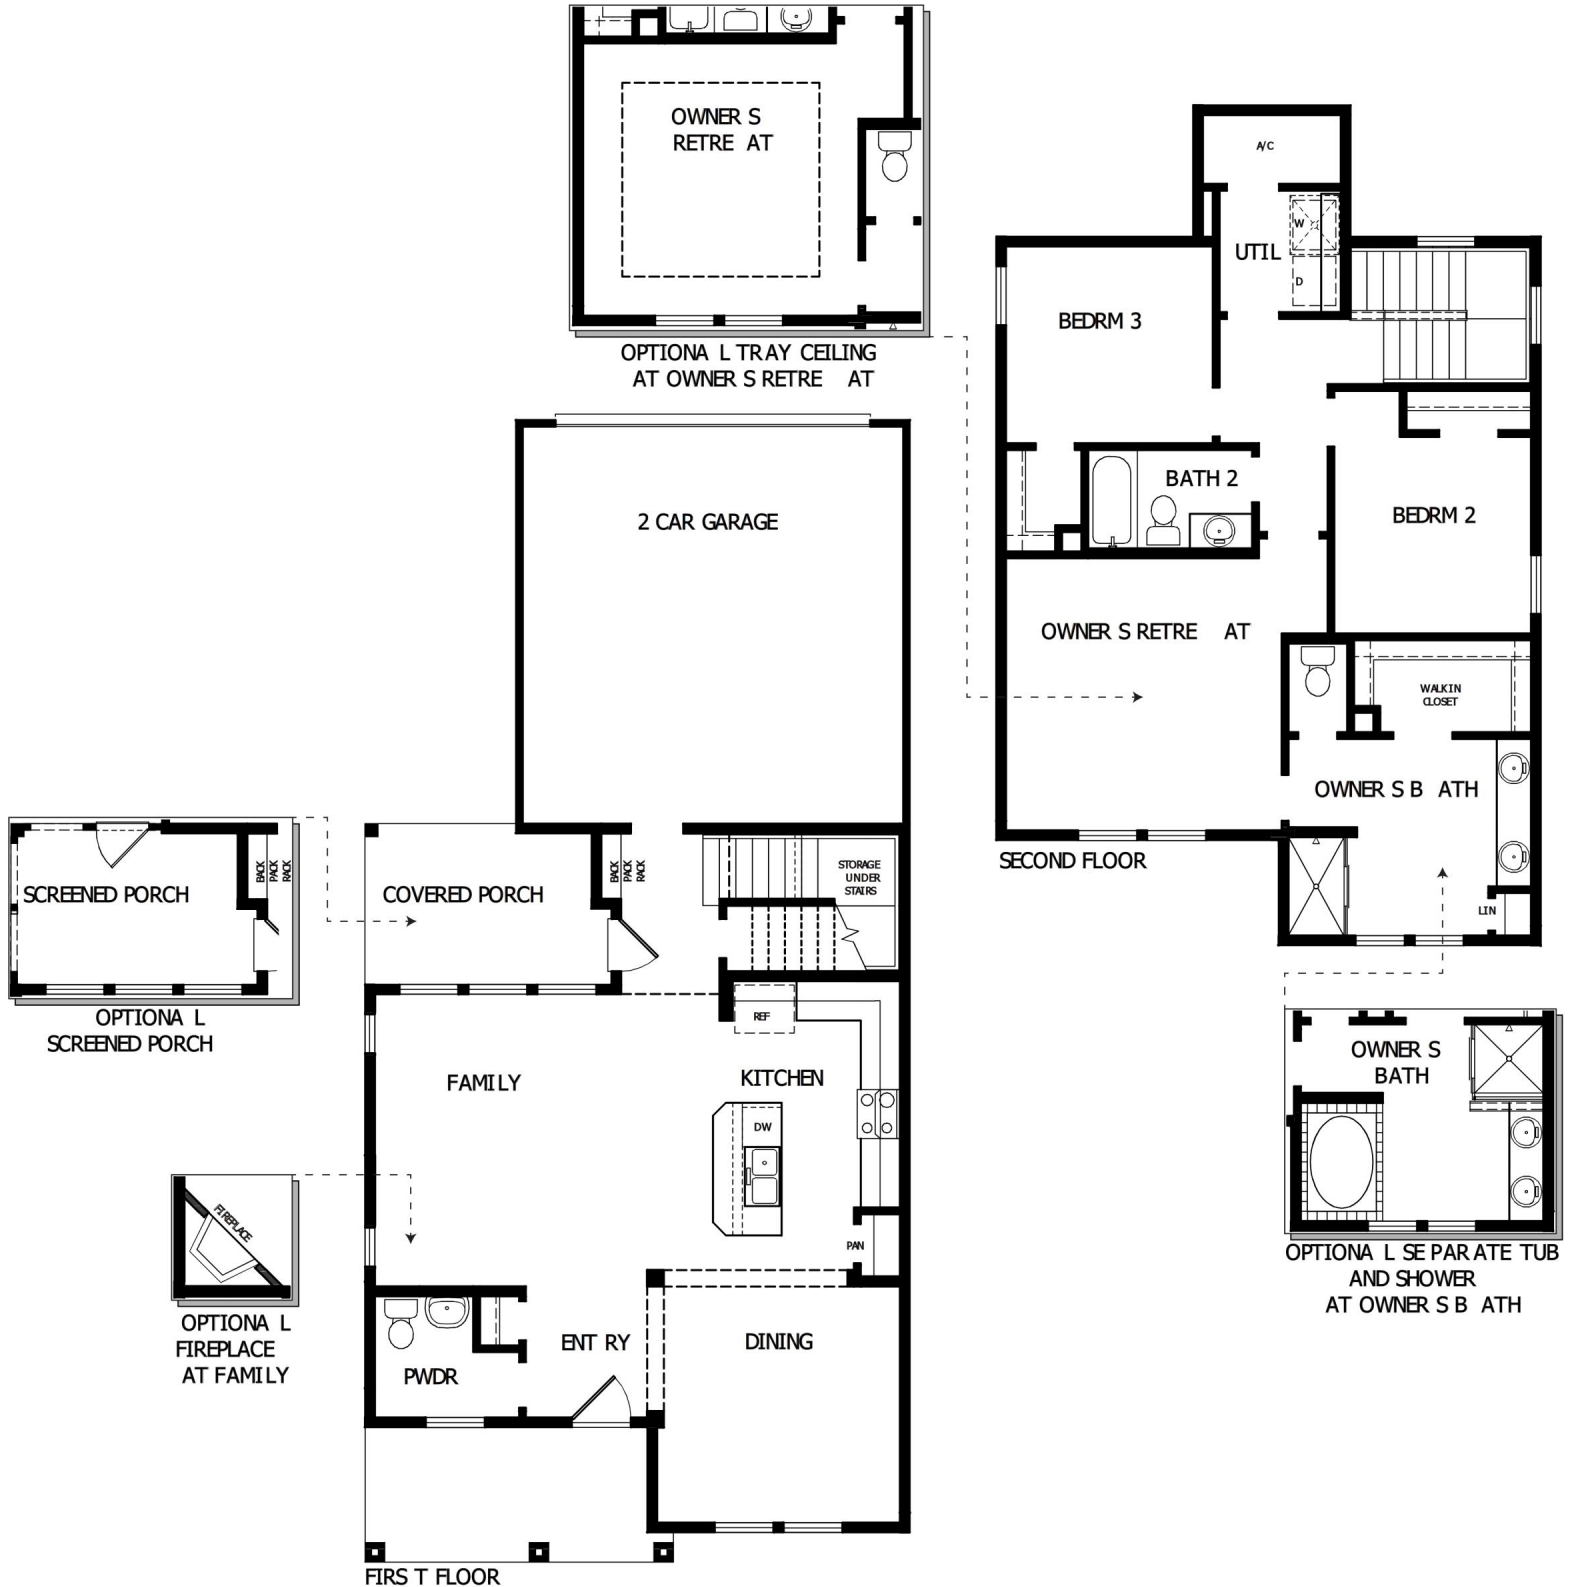 OWNER S
RETRE AT
OPTIONA L TRAY CEILING
AT OWNER S RETRE AT
A/C
W
UTIL
D
BEDRM 3
BATH 2
BEDRM 2
OWNER S RETRE AT
WALKIN
CLOSET
OWNER S B ATH
LIN
SECOND FLOOR
2 CAR GARAGE
BACK
PACK
RACK
SCREENED PORCH
OPTIONA L
SCREENED PORCH
COVERED PORCH
BACK
PACK
RACK
STORAGE
UNDER
STAIRS
REF
FAMILY
KITCHEN
DW
PAN
FIREPLACE
OPTIONA L
FIREPLACE
AT FAMILY
ENT RY
DINING
PWDR
FIRS T FLOOR
OWNER S
BATH
OPTIONA L SE PAR ATE TUB
AND SHOWER
AT OWNER S B ATH